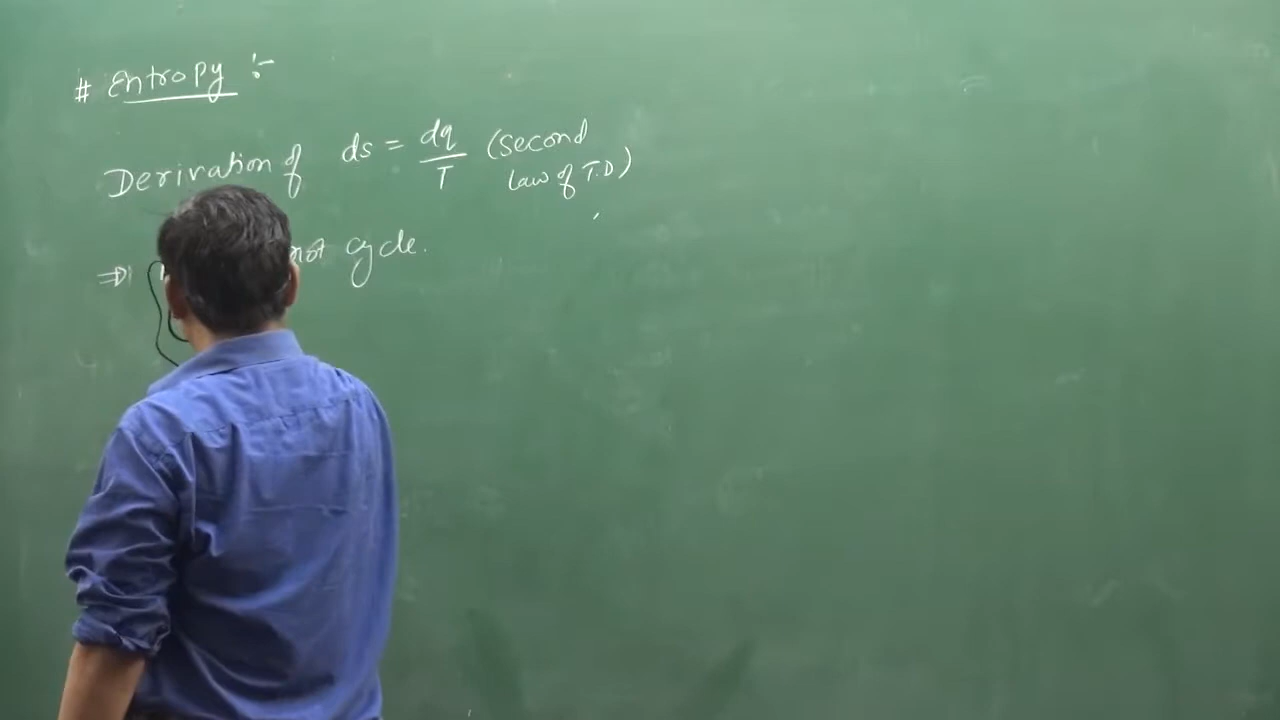 # Entropy :-
Derivation of ds = dq/T (Second
law of T.D)
⇒ cycle.